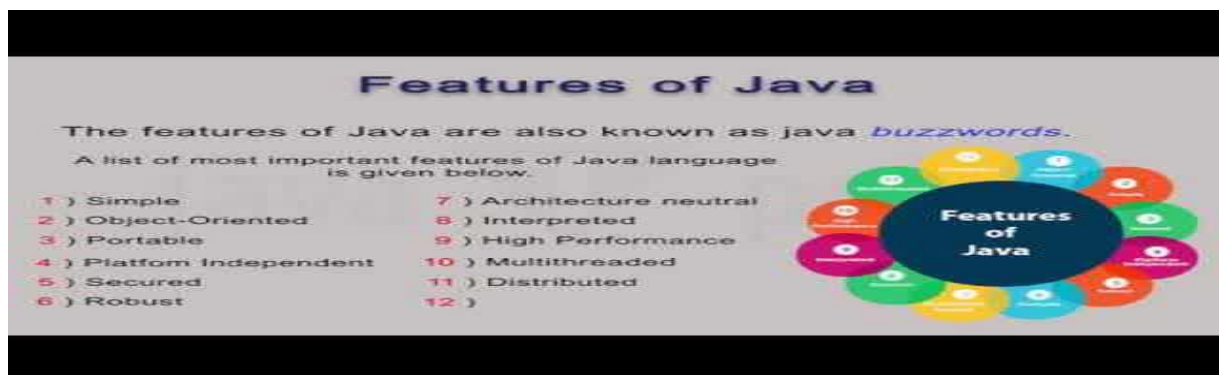 Features of Java
The features of Java are also known as java buzzwords.
A list of most important features of Java language
is given below.
1 ) Simple
2 ) Object-Oriented
3 ) Portable
4 ) Platfom Independent
5 ) Secured
6 ) Robust
7 ) Architecture neutral
8 ) Interpreted
9 ) High Performance
10 ) Multithreaded
11 ) Distributed
12 )
Features
of
Java